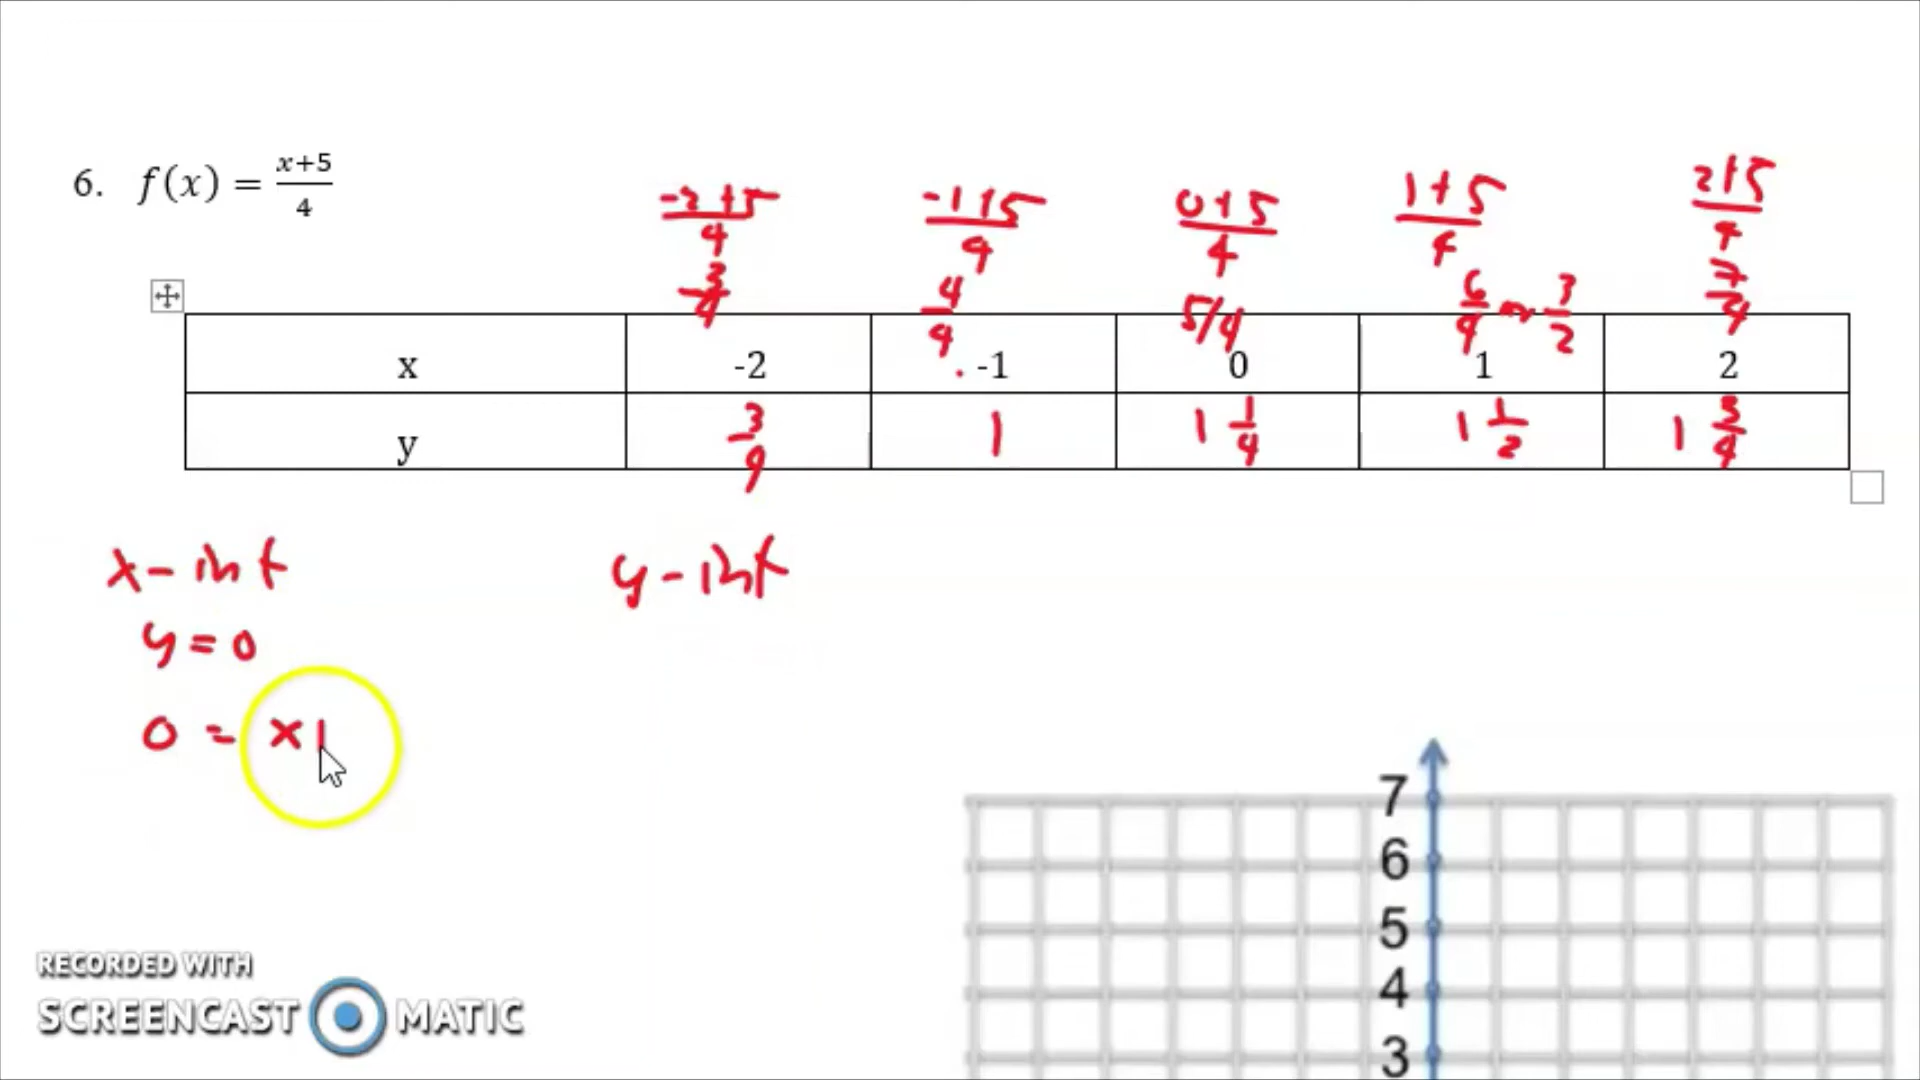 6. f(x) = x+5/4
-2+5/4 -1+5/4 0+5/4 1+5/4 2+5/4
3/4 4/4 5/4 6/4 or 3/2 7/4
x -2 -1 0 1 2
y 3/4 1 1 1/4 1 1/2 1 3/4
x-int y-int
y=0
0 = x
7
6
5
4
3
RECORDED WITH
SCREENCAST MATIC